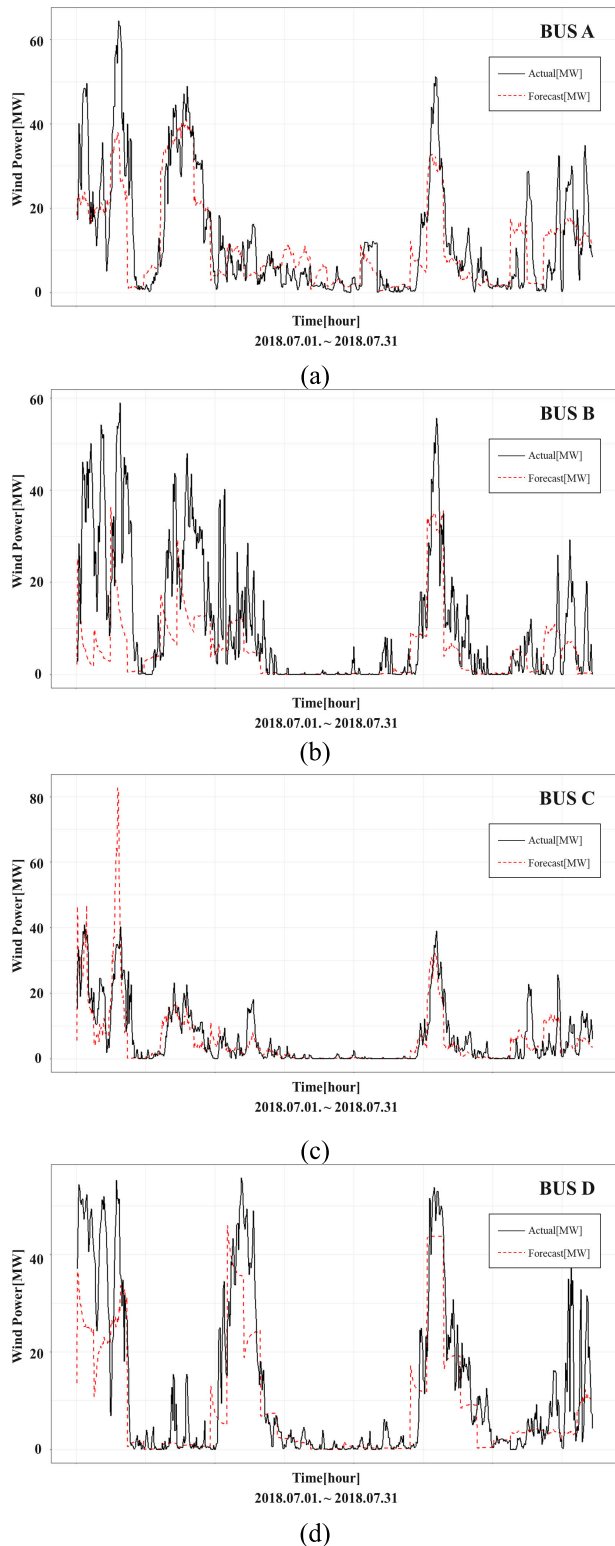 BUS A
Actual[MW]
Forecast[MW]
Wind Power[MW]
60
40
20
0
Time[hour]
2018.07.01. ~ 2018.07.31
(a)
BUS B
Actual[MW]
Forecast[MW]
Wind Power[MW]
60
40
20
0
Time[hour]
2018.07.01. ~ 2018.07.31
(b)
BUS C
Actual[MW]
Forecast[MW]
Wind Power[MW]
80
60
40
20
0
Time[hour]
2018.07.01. ~ 2018.07.31
(c)
BUS D
Actual[MW]
Forecast[MW]
Wind Power[MW]
40
20
0
Time[hour]
2018.07.01. ~ 2018.07.31
(d)